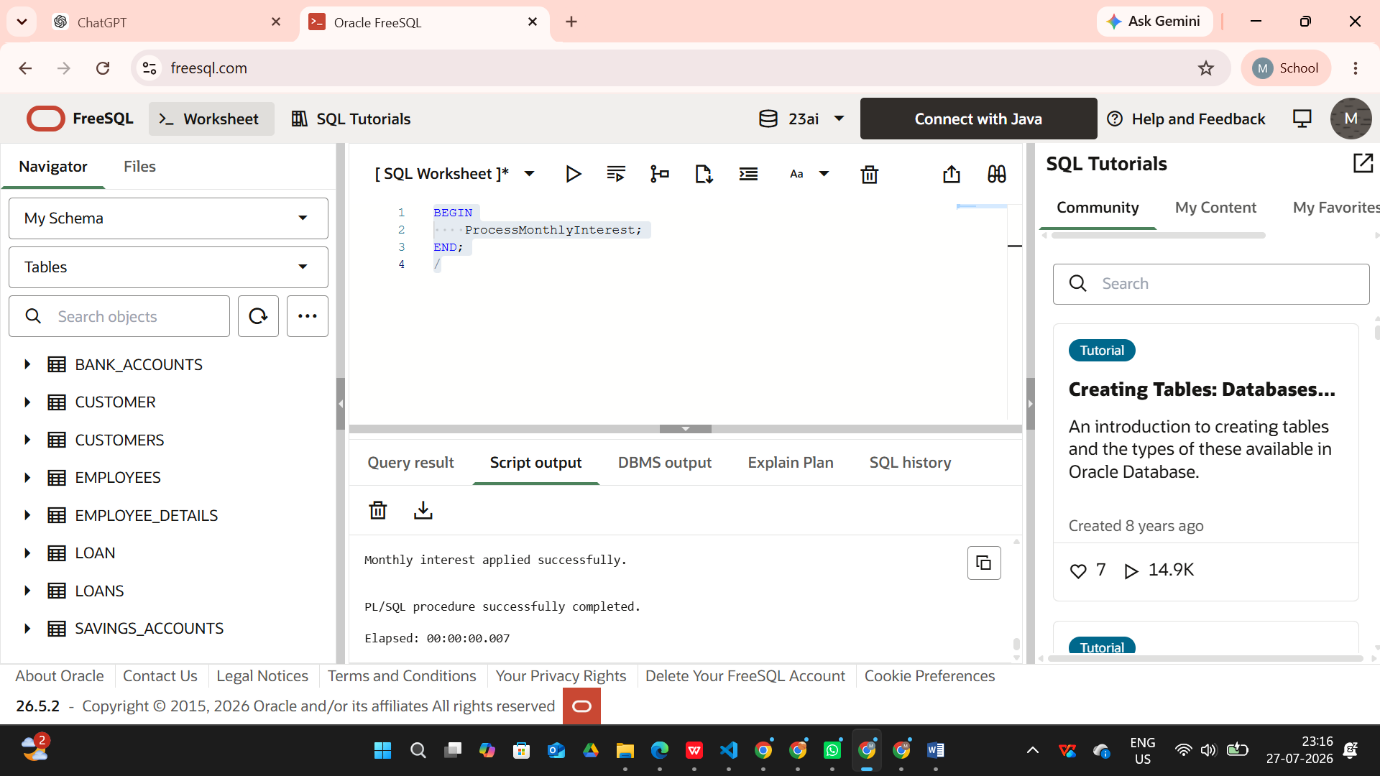 ChatGPT
Oracle FreeSQL
Ask Gemini
freesql.com
M School
FreeSQL
>_ Worksheet
SQL Tutorials
23ai
Connect with Java
Help and Feedback
M
Navigator
Files
My Schema
Tables
Search objects
BANK_ACCOUNTS
CUSTOMER
CUSTOMERS
EMPLOYEES
EMPLOYEE_DETAILS
LOAN
LOANS
SAVINGS_ACCOUNTS
[ SQL Worksheet ]*
Aa
1 BEGIN
2 ····ProcessMonthlyInterest;
3 END;
4 /
Query result
Script output
DBMS output
Explain Plan
SQL history
Monthly interest applied successfully.
PL/SQL procedure successfully completed.
Elapsed: 00:00:00.007
SQL Tutorials
Community
My Content
My Favorites
Search
Tutorial
Creating Tables: Databases...
An introduction to creating tables
and the types of these available in
Oracle Database.
Created 8 years ago
7
14.9K
Tutorial
About Oracle
Contact Us
Legal Notices
Terms and Conditions
Your Privacy Rights
Delete Your FreeSQL Account
Cookie Preferences
26.5.2 - Copyright © 2015, 2026 Oracle and/or its affiliates All rights reserved
2
ENG
US
23:16
27-07-2026